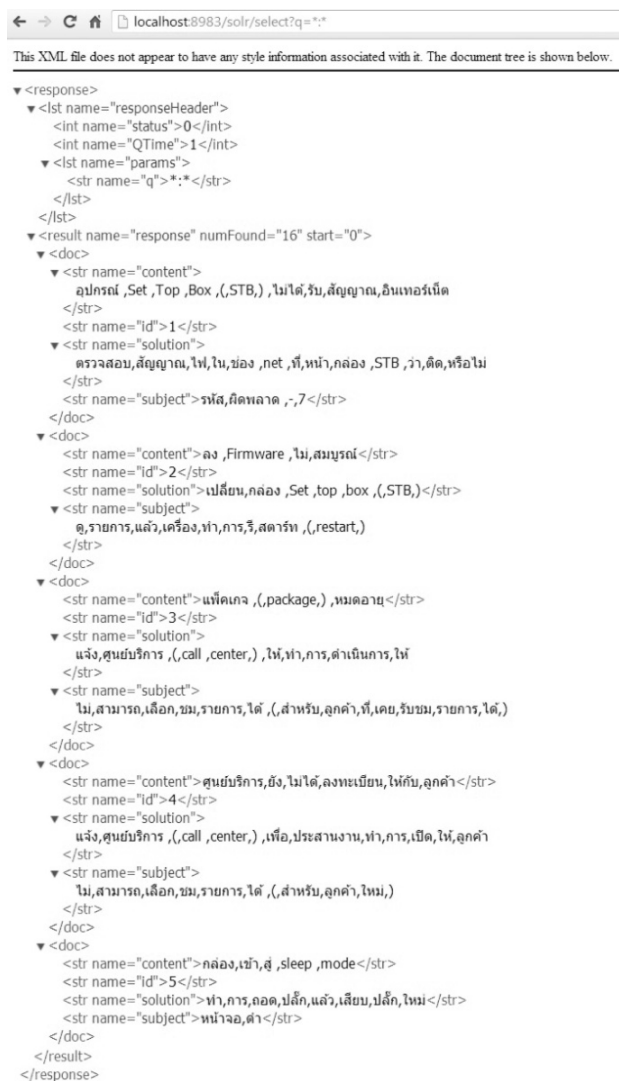 localhost:8983/solr/select?q=*:*
This XML file does not appear to have any style information associated with it. The document tree is shown below.
▼<response>
▼<lst name="responseHeader">
<int name="status">0</int>
<int name="QTime">1</int>
▼<lst name="params">
<str name="q">*:*</str>
</lst>
</lst>
▼<result name="response" numFound="16" start="0">
▼<doc>
▼<str name="content">
อุปกรณ์ ,Set ,Top ,Box ,(,STB,) ,ไม่ได้,รับ,สัญญาณ,อินเทอร์เน็ต
</str>
<str name="id">1</str>
▼<str name="solution">
ตรวจสอบ,สัญญาณ,ไฟ,ใน,ช่อง ,net ,ที่,หน้า,กล่อง ,STB ,ว่า,ติด,หรือไม่
</str>
<str name="subject">รหัส,ผิดพลาด ,-,7</str>
</doc>
▼<doc>
<str name="content">ลง ,Firmware ,ไม่,สมบูรณ์</str>
<str name="id">2</str>
<str name="solution">เปลี่ยน,กล่อง ,Set ,top ,box ,(,STB,)</str>
▼<str name="subject">
ดู,รายการ,แล้ว,เครื่อง,ทำ,การ,รี,สตาร์ท ,(,restart,)
</str>
</doc>
▼<doc>
<str name="content">แพ็คเกจ ,(,package,) ,หมดอายุ</str>
<str name="id">3</str>
▼<str name="solution">
แจ้ง,ศูนย์บริการ ,(,call ,center,) ,ให้,ทำ,การ,ดำเนินการ,ให้
</str>
▼<str name="subject">
ไม่,สามารถ,เลือก,ชม,รายการ,ได้ ,(,สำหรับ,ลูกค้า,ที่,เคย,รับชม,รายการ,ได้,)
</str>
</doc>
▼<doc>
<str name="content">ศูนย์บริการ,ยัง,ไม่ได้,ลงทะเบียน,ให้กับ,ลูกค้า</str>
<str name="id">4</str>
▼<str name="solution">
แจ้ง,ศูนย์บริการ ,(,call ,center,) ,เพื่อ,ประสานงาน,ทำ,การ,เปิด,ให้,ลูกค้า
</str>
▼<str name="subject">
ไม่,สามารถ,เลือก,ชม,รายการ,ได้ ,(,สำหรับ,ลูกค้า,ใหม่,)
</str>
</doc>
▼<doc>
<str name="content">กล่อง,เข้า,สู่ ,sleep ,mode</str>
<str name="id">5</str>
<str name="solution">ทำ,การ,ถอด,ปลั๊ก,แล้ว,เสียบ,ปลั๊ก,ใหม่</str>
<str name="subject">หน้าจอ,ดำ</str>
</doc>
</result>
</response>